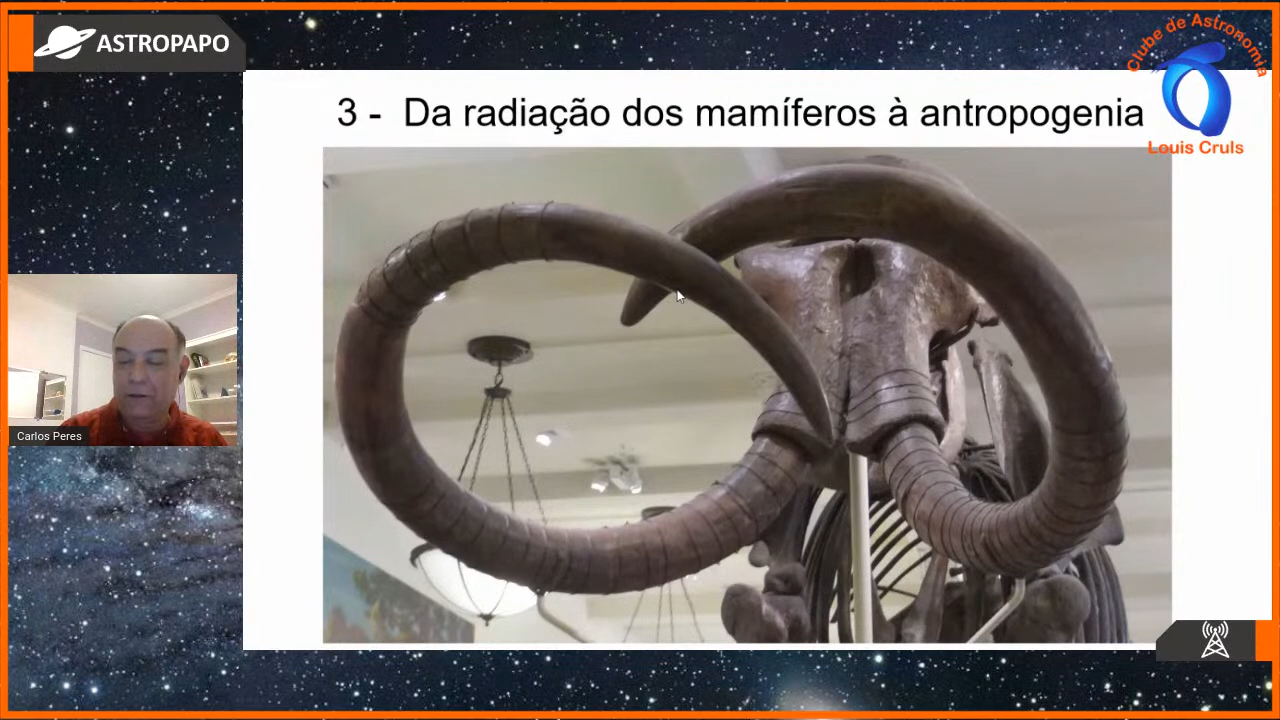 ASTROPAPO
Clube de Astronomia
Louis Cruls
3 - Da radiação dos mamíferos à antropogenia
Carlos Peres